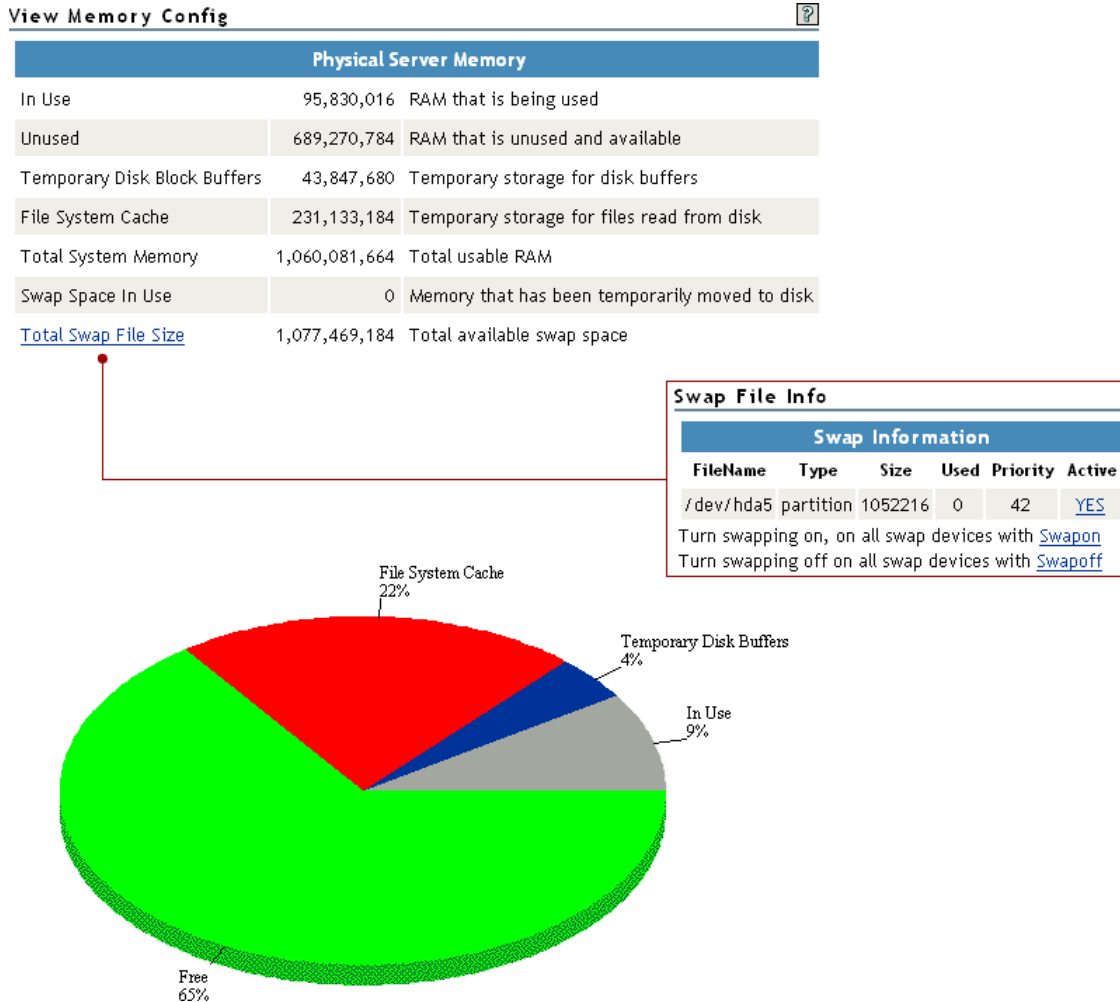 View Memory Config
?
Physical Server Memory
In Use 95,830,016 RAM that is being used
Unused 689,270,784 RAM that is unused and available
Temporary Disk Block Buffers 43,847,680 Temporary storage for disk buffers
File System Cache 231,133,184 Temporary storage for files read from disk
Total System Memory 1,060,081,664 Total usable RAM
Swap Space In Use 0 Memory that has been temporarily moved to disk
Total Swap File Size 1,077,469,184 Total available swap space
Swap File Info
Swap Information
FileName Type Size Used Priority Active
/dev/hda5 partition 1052216 0 42 YES
Turn swapping on, on all swap devices with Swapon
Turn swapping off on all swap devices with Swapoff
File System Cache
22%
Temporary Disk Buffers
4%
In Use
9%
Free
65%